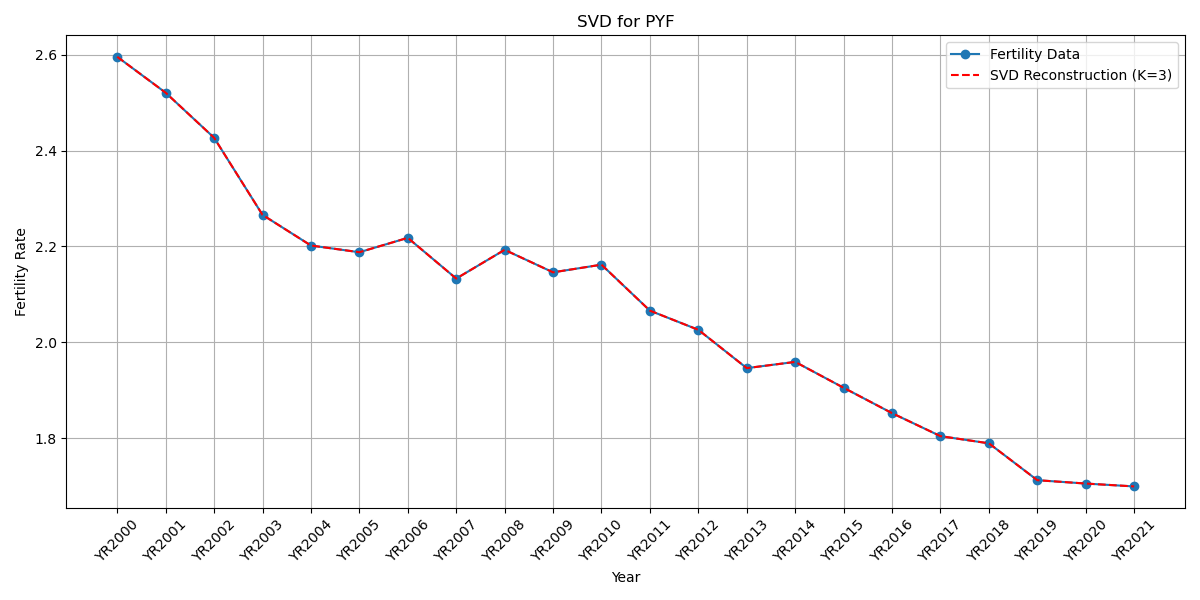 SVD for PYF
Fertility Data
SVD Reconstruction (K=3)
2.6
2.4
2.2
2.0
1.8
Fertility Rate
YR2000
YR2001
YR2002
YR2003
YR2004
YR2005
YR2006
YR2007
YR2008
YR2009
YR2010
YR2011
YR2012
YR2013
YR2014
YR2015
YR2016
YR2017
YR2018
YR2019
YR2020
YR2021
Year